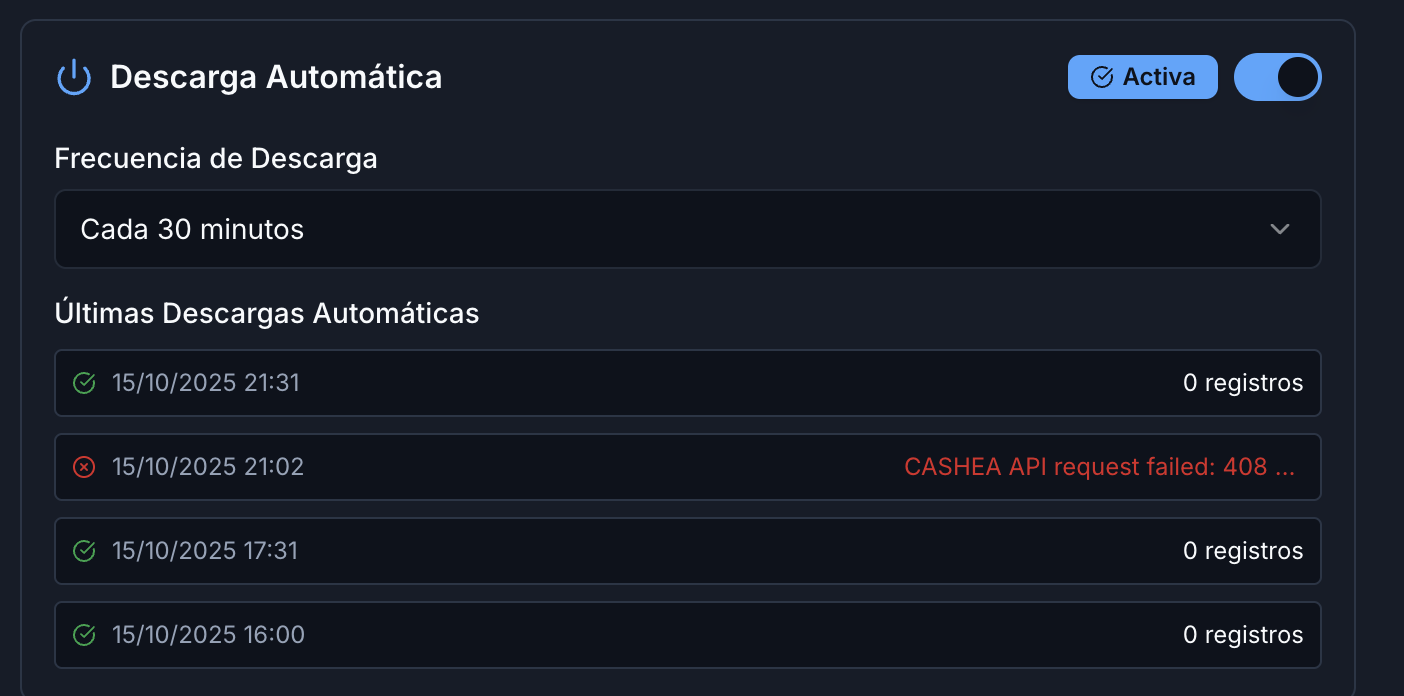 Descarga Automática
Activa
Frecuencia de Descarga
Cada 30 minutos
Últimas Descargas Automáticas
15/10/2025 21:31 0 registros
15/10/2025 21:02 CASHEA API request failed: 408 ...
15/10/2025 17:31 0 registros
15/10/2025 16:00 0 registros